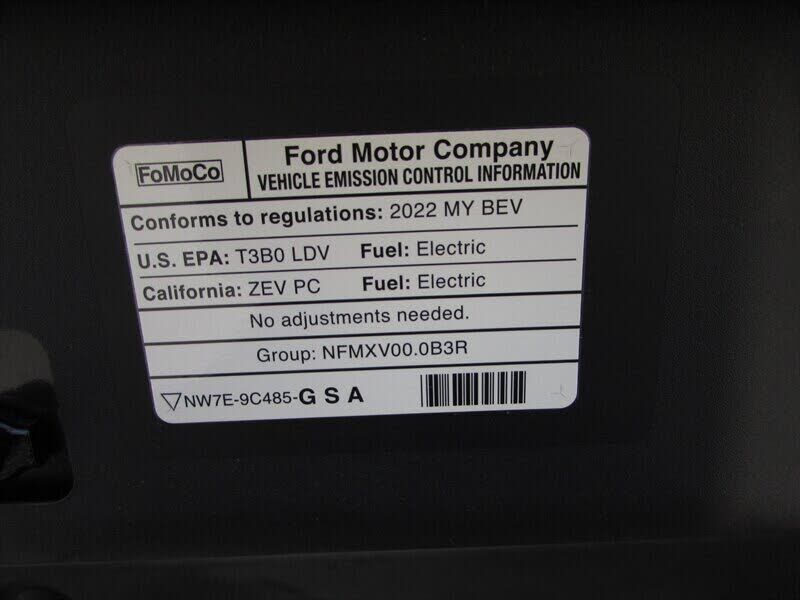 FoMoCo
Ford Motor Company
VEHICLE EMISSION CONTROL INFORMATION
Conforms to regulations: 2022 MY BEV
U.S. EPA: T3B0 LDV Fuel: Electric
California: ZEV PC Fuel: Electric
No adjustments needed.
Group: NFMXV00.0B3R
NW7E-9C485-G S A